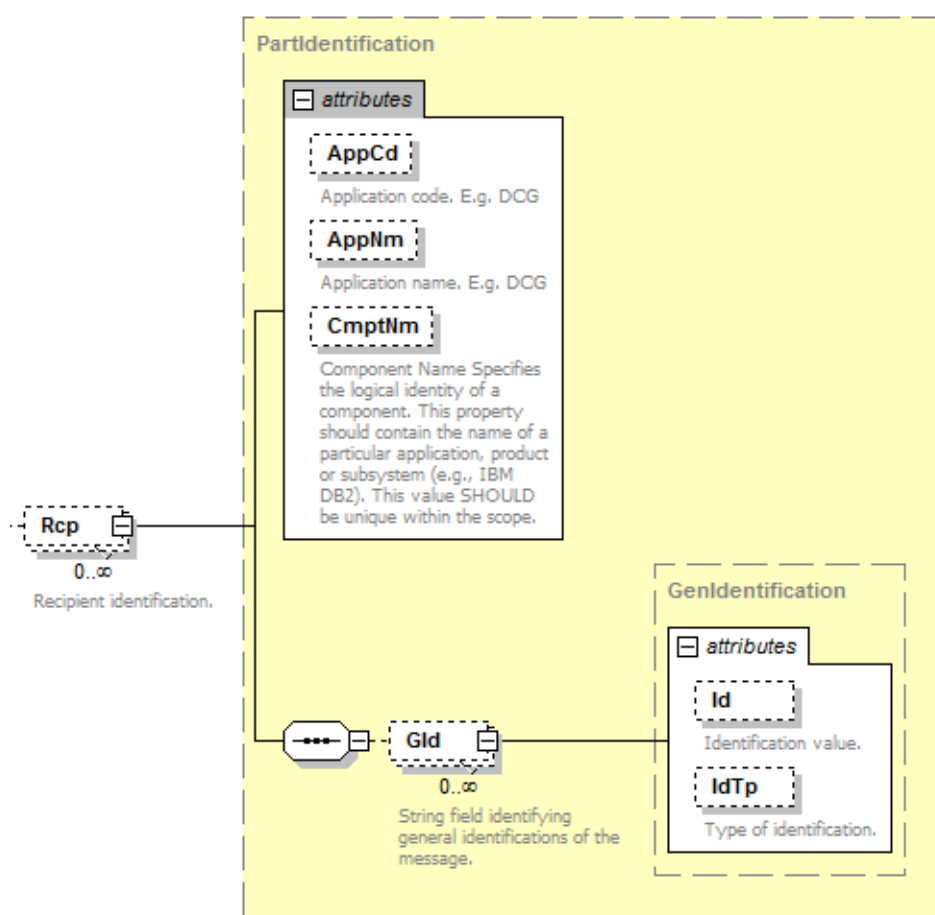 PartIdentification
attributes
AppCd
Application code. E.g. DCG
AppNm
Application name. E.g. DCG
CmptNm
Component Name Specifies
the logical identity of a
component. This property
should contain the name of a
particular application, product
or subsystem (e.g., IBM
DB2). This value SHOULD
be unique within the scope.
Rcp
0..∞
Recipient identification.
GenIdentification
attributes
Id
Identification value.
IdTp
Type of identification.
GId
0..∞
String field identifying
general identifications of the
message.